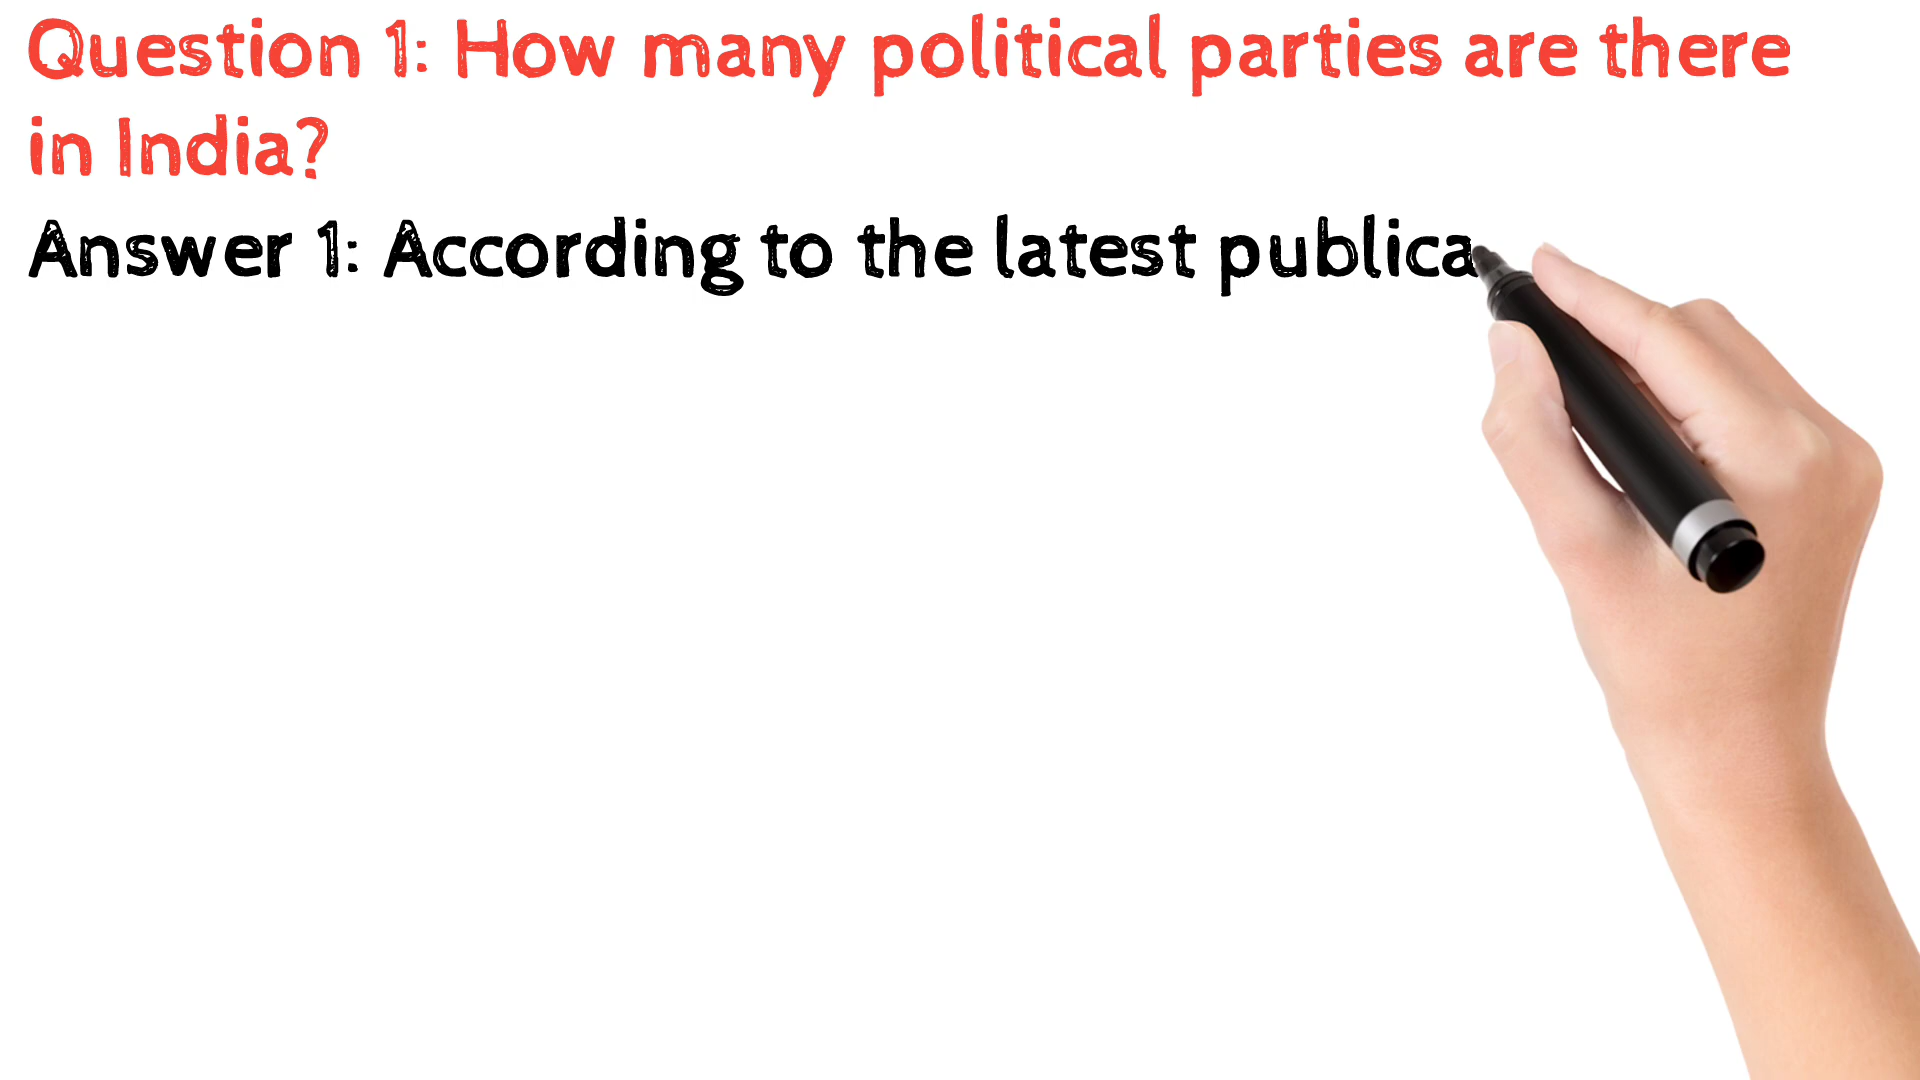 Question 1: How many political parties are there
in India?
Answer 1: According to the latest publica